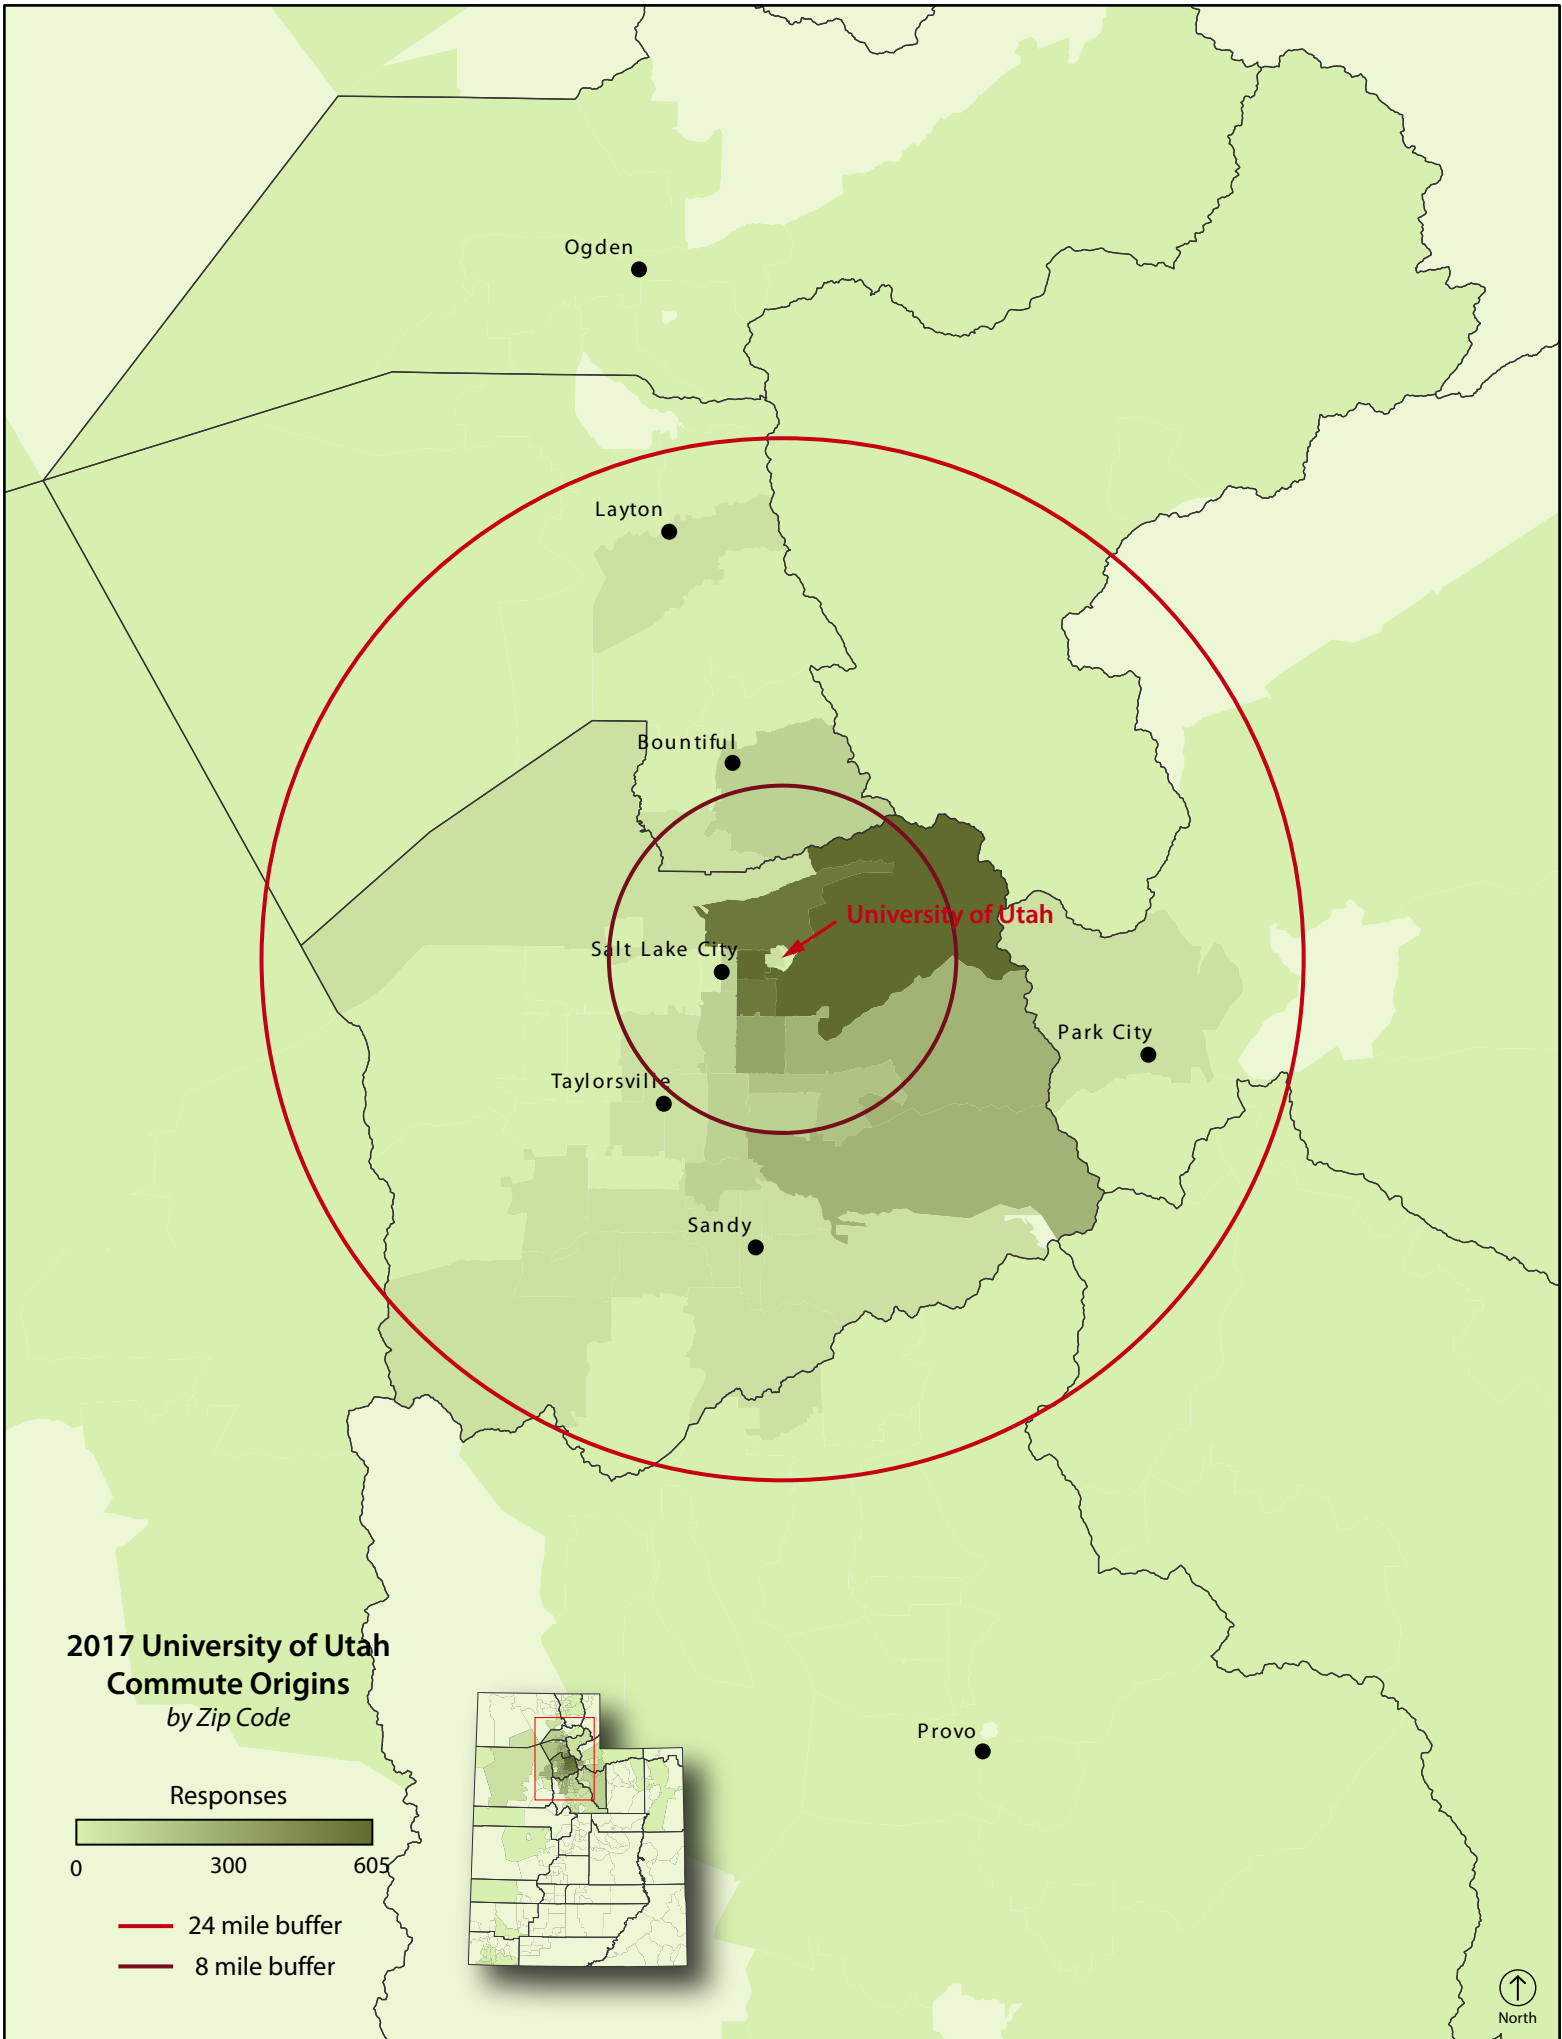 Ogden
Layton
Bountiful
University of Utah
Salt Lake City
Park City
Taylorsville
Sandy
2017 University of Utah
Commute Origins
by Zip Code
Provo
Responses
0 300 605
24 mile buffer
8 mile buffer
North